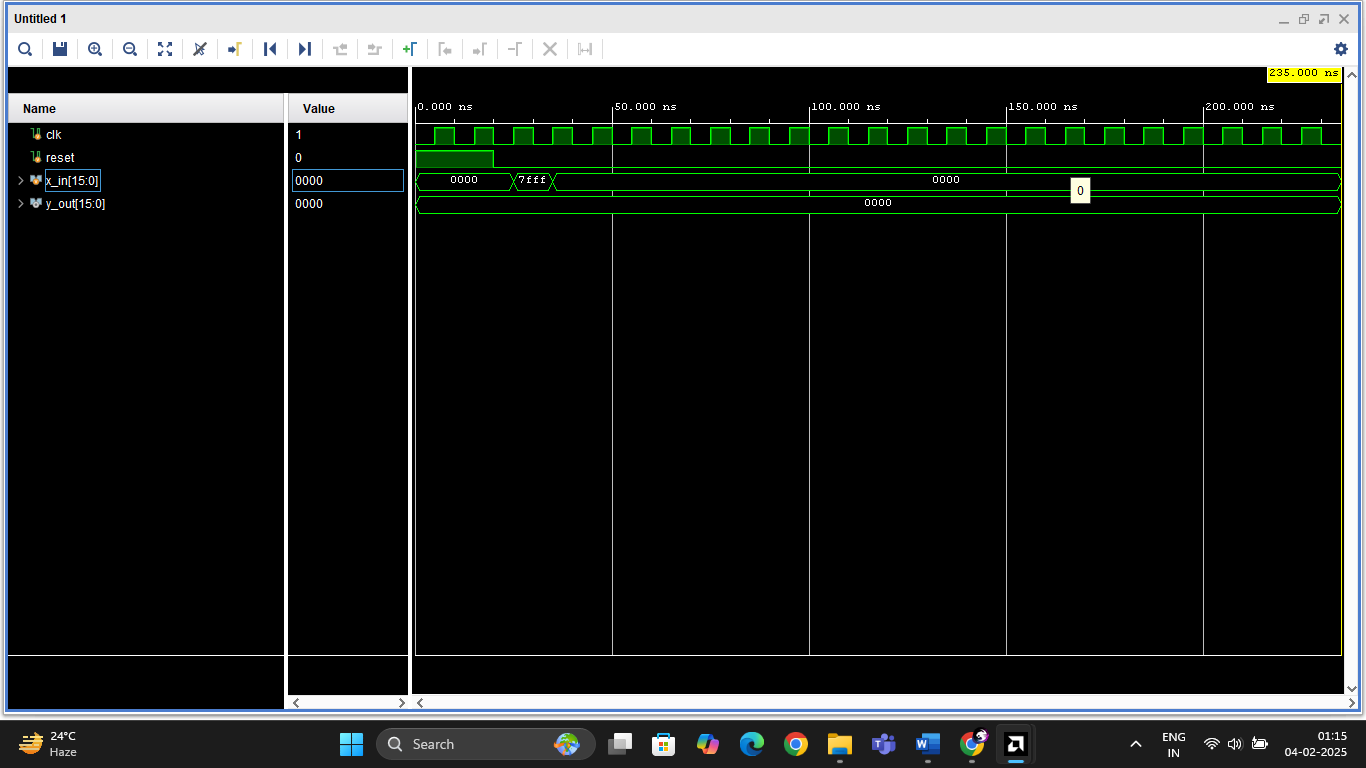 Untitled 1
235.000 ns
Name
Value
0.000 ns
50.000 ns
100.000 ns
150.000 ns
200.000 ns
clk
1
reset
0
x_in[15:0]
0000
0000
7fff
0000
0
y_out[15:0]
0000
0000
24°C
Haze
Search
ENG
IN
01:15
04-02-2025